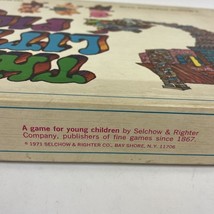 A game for young children by Selchow & Righter
Company, publishers of fine games since 1867.
© 1971 SELCHOW & RIGHTER CO., BAY SHORE, N.Y. 11706